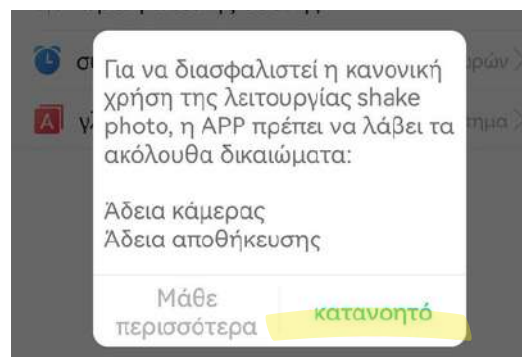 Για να διασφαλιστεί η κανονική
χρήση της λειτουργίας shake
photo, η APP πρέπει να λάβει τα
ακόλουθα δικαιώματα:
Άδεια κάμερας
Άδεια αποθήκευσης
Μάθε
περισσότερα
κατανοητό